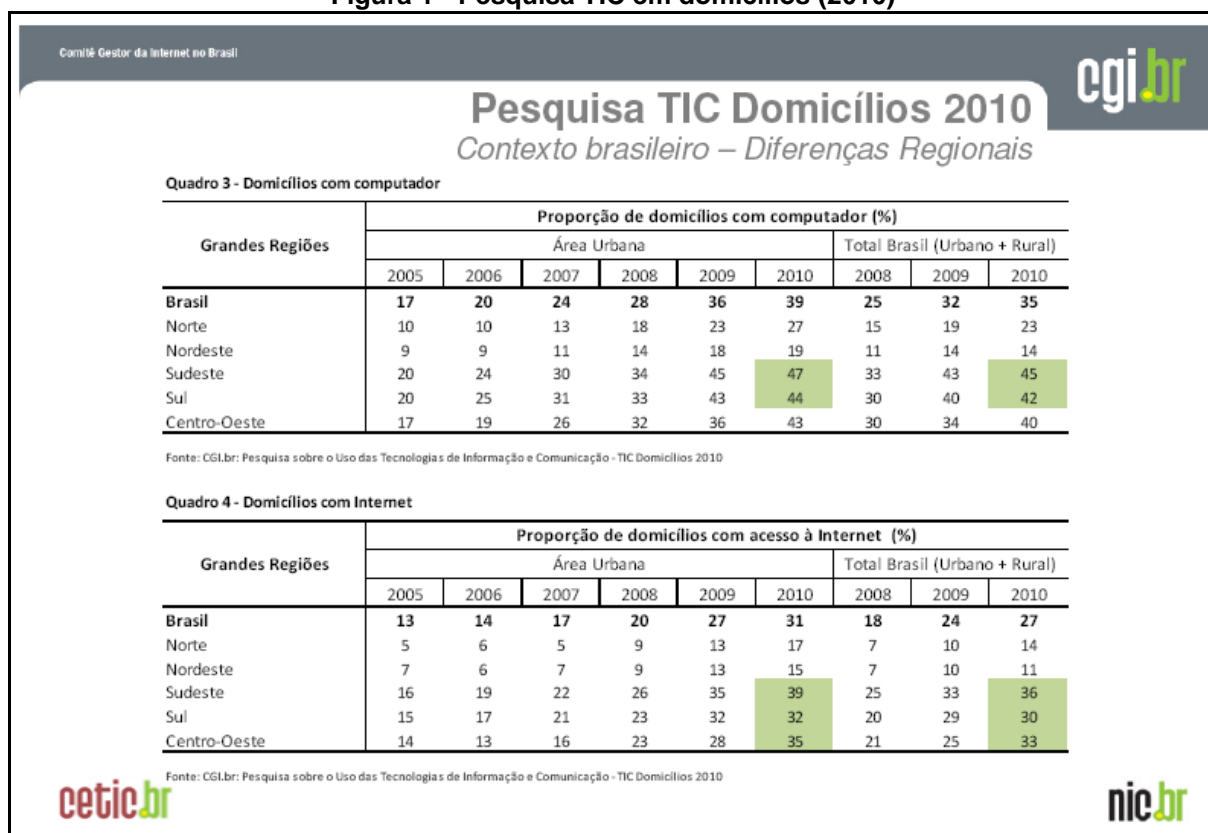 Figura 1 - Pesquisa TIC em domicílios (2010)
Comitê Gestor da Internet no Brasil
cgi.br
Pesquisa TIC Domicílios 2010
Contexto brasileiro – Diferenças Regionais
Quadro 3 - Domicílios com computador
Proporção de domicílios com computador (%)
Grandes Regiões Área Urbana Total Brasil (Urbano + Rural)
2005 2006 2007 2008 2009 2010 2008 2009 2010
Brasil 17 20 24 28 36 39 25 32 35
Norte 10 10 13 18 23 27 15 19 23
Nordeste 9 9 11 14 18 19 11 14 14
Sudeste 20 24 30 34 45 47 33 43 45
Sul 20 25 31 33 43 44 30 40 42
Centro-Oeste 17 19 26 32 36 43 30 34 40
Fonte: CGI.br: Pesquisa sobre o Uso das Tecnologias de Informação e Comunicação - TIC Domicílios 2010
Quadro 4 - Domicílios com Internet
Proporção de domicílios com acesso à Internet (%)
Grandes Regiões Área Urbana Total Brasil (Urbano + Rural)
2005 2006 2007 2008 2009 2010 2008 2009 2010
Brasil 13 14 17 20 27 31 18 24 27
Norte 5 6 5 9 13 17 7 10 14
Nordeste 7 6 7 9 13 15 7 10 11
Sudeste 16 19 22 26 35 39 25 33 36
Sul 15 17 21 23 32 32 20 29 30
Centro-Oeste 14 13 16 23 28 35 21 25 33
Fonte: CGI.br: Pesquisa sobre o Uso das Tecnologias de Informação e Comunicação - TIC Domicílios 2010
cetic.br
nic.br